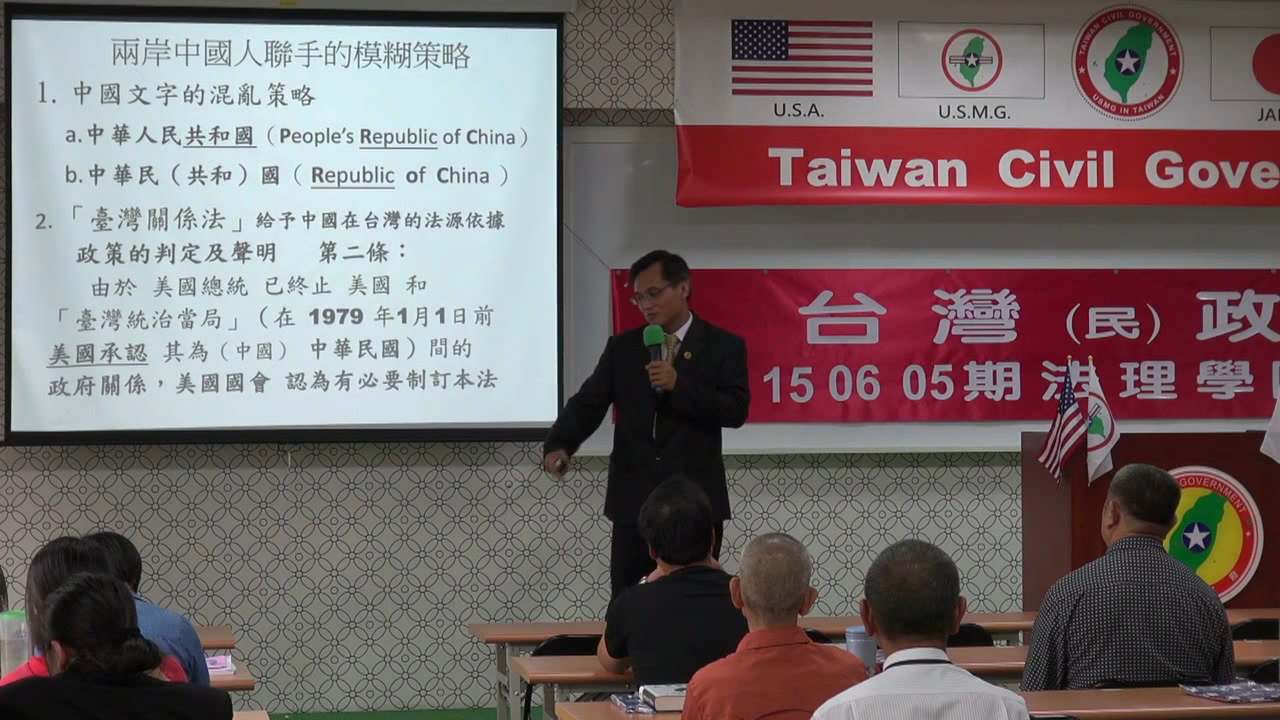 兩岸中國人聯手的模糊策略
1. 中國文字的混亂策略
a.中華人民共和國（People's Republic of China）
b.中華民（共和）國（ Republic of China ）
2. 「臺灣關係法」給予中國在台灣的法源依據
政策的判定及聲明 第二條：
由於 美國總統 已終止 美國 和
「臺灣統治當局」（在 1979 年1月1日前
美國承認 其為（中國） 中華民國）間的
政府關係，美國國會 認為有必要制訂本法
U.S.A.
U.S.M.G.
TAIWAN CIVIL GOVERNMENT
USMG IN TAIWAN
Taiwan Civil
台灣（民）政
15 06 05期法理學
GOVERNMENT